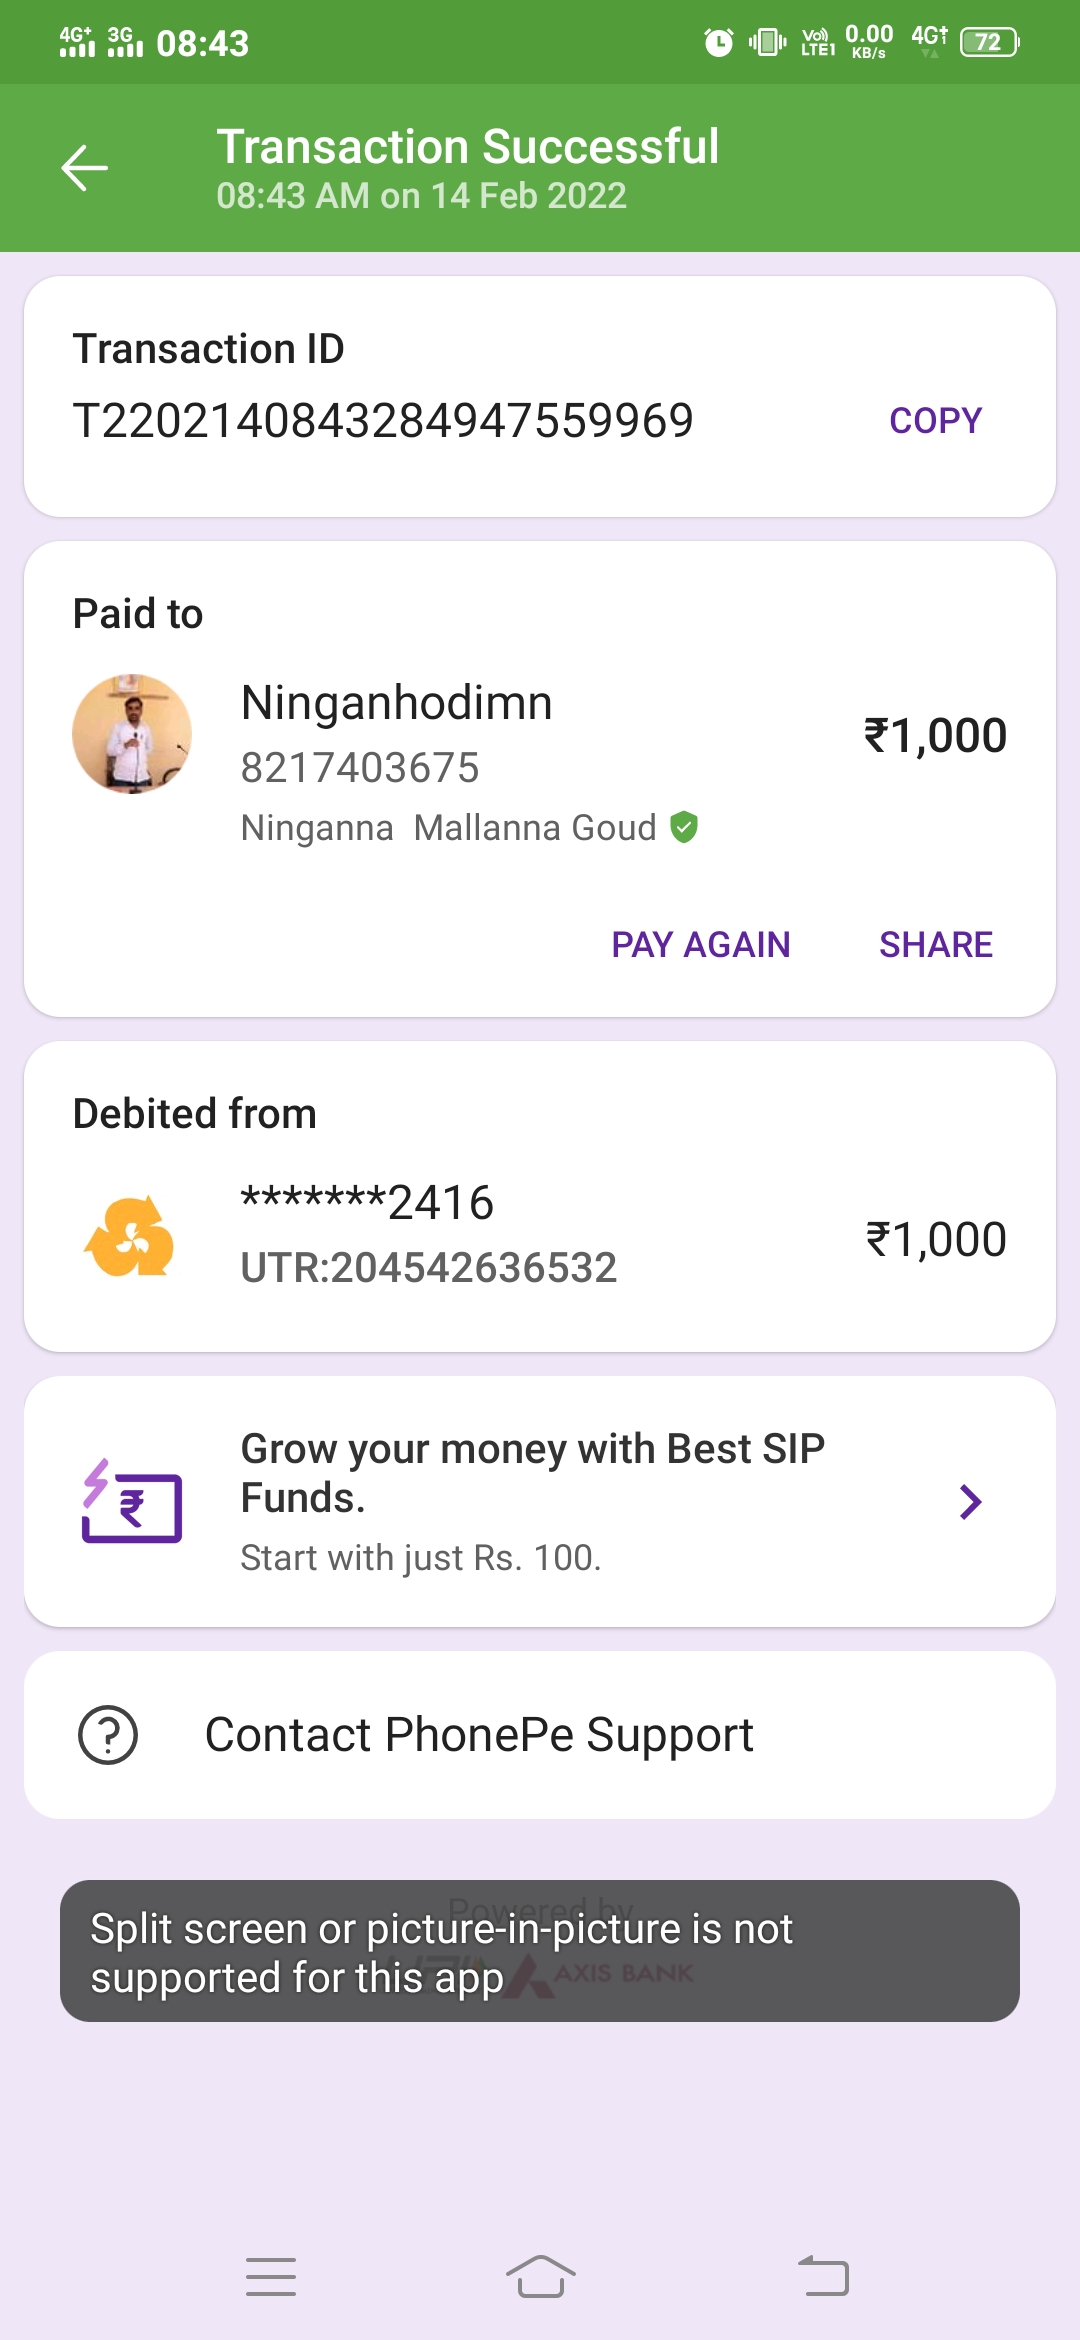 4G+ 3G 08:43 Vo)) LTE1 0.00 KB/s 4G+ 72
Transaction Successful
08:43 AM on 14 Feb 2022
Transaction ID
T2202140843284947559969 COPY
Paid to
Ninganhodimn
₹1,000
8217403675
Ninganna Mallanna Goud
PAY AGAIN SHARE
Debited from
*******2416
₹1,000
UTR:204542636532
Grow your money with Best SIP
Funds.
Start with just Rs. 100.
Contact PhonePe Support
Powered by
Split screen or picture-in-picture is not
supported for this app
AXIS BANK